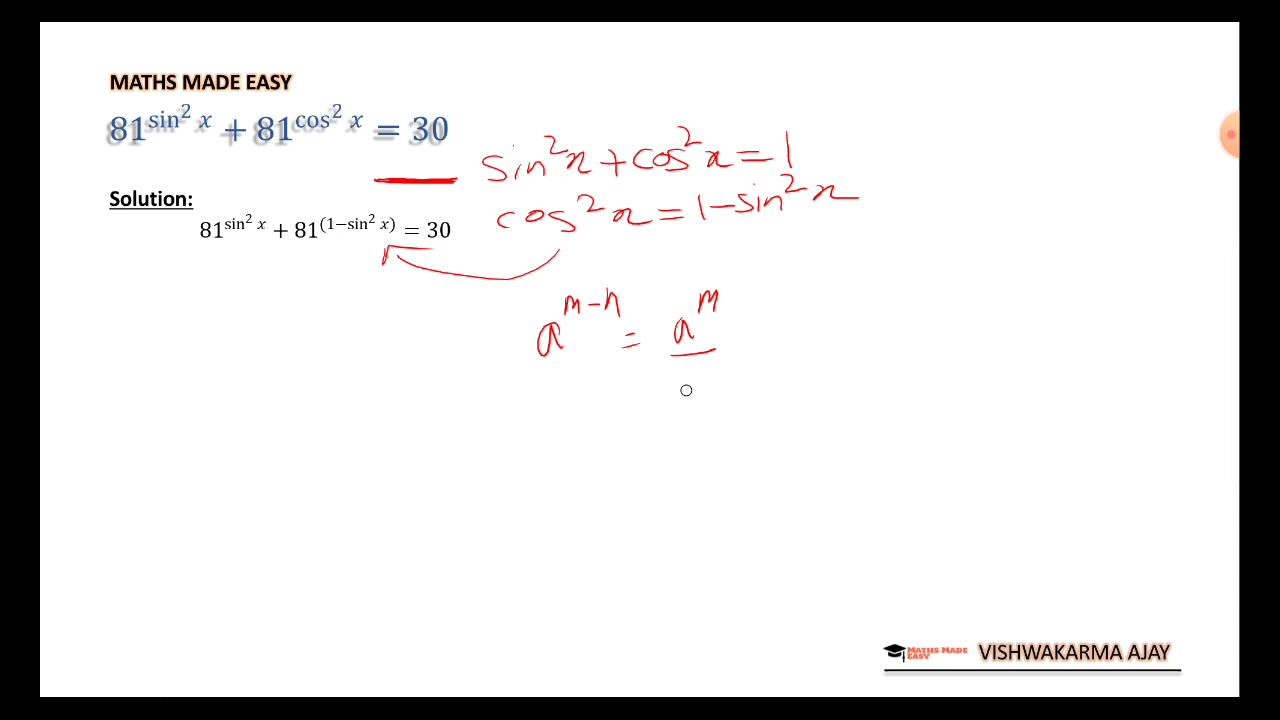 MATHS MADE EASY
81^{sin² x} + 81^{cos² x} = 30
sin²x + cos²x = 1
Solution:
cos²x = 1 - sin²x
81^{sin² x} + 81^{(1−sin² x)} = 30
a^{m-n} = a^m
MATHS MADE
EASY
VISHWAKARMA AJAY